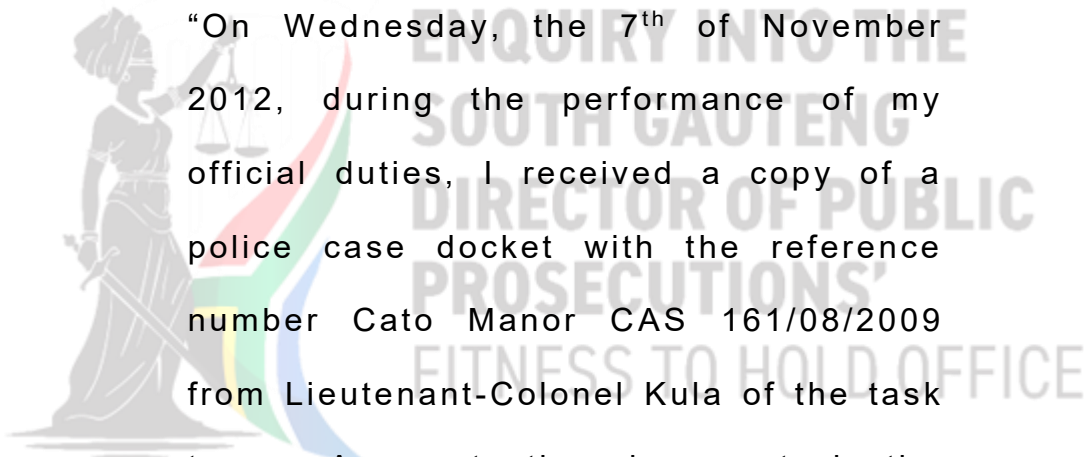 “On Wednesday, the 7th of November
2012, during the performance of my
official duties, I received a copy of a
police case docket with the reference
number Cato Manor CAS 161/08/2009
from Lieutenant-Colonel Kula of the task
ENQUIRY INTO THE
SOUTH GAUTENG
DIRECTOR OF PUBLIC
PROSECUTIONS’
FITNESS TO HOLD OFFICE